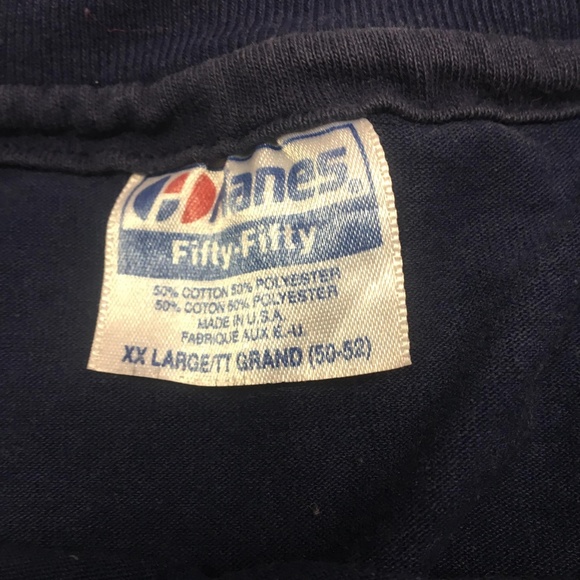 Hanes®
Fifty-Fifty
50% COTTON 50% POLYESTER
50% COTON 50% POLYESTER
MADE IN U.S.A.
FABRIQUE AUX E.-U.
XX LARGE/TT GRAND (50-52)